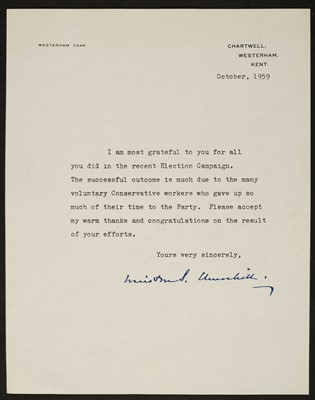 WESTERHAM 3344
CHARTWELL,
WESTERHAM,
KENT.
October, 1959
I am most grateful to you for all
you did in the recent Election Campaign.
The successful outcome is much due to the many
voluntary Conservative workers who gave up so
much of their time to the Party. Please accept
my warm thanks and congratulations on the result
of your efforts.
Yours very sincerely,
Winston S. Churchill.